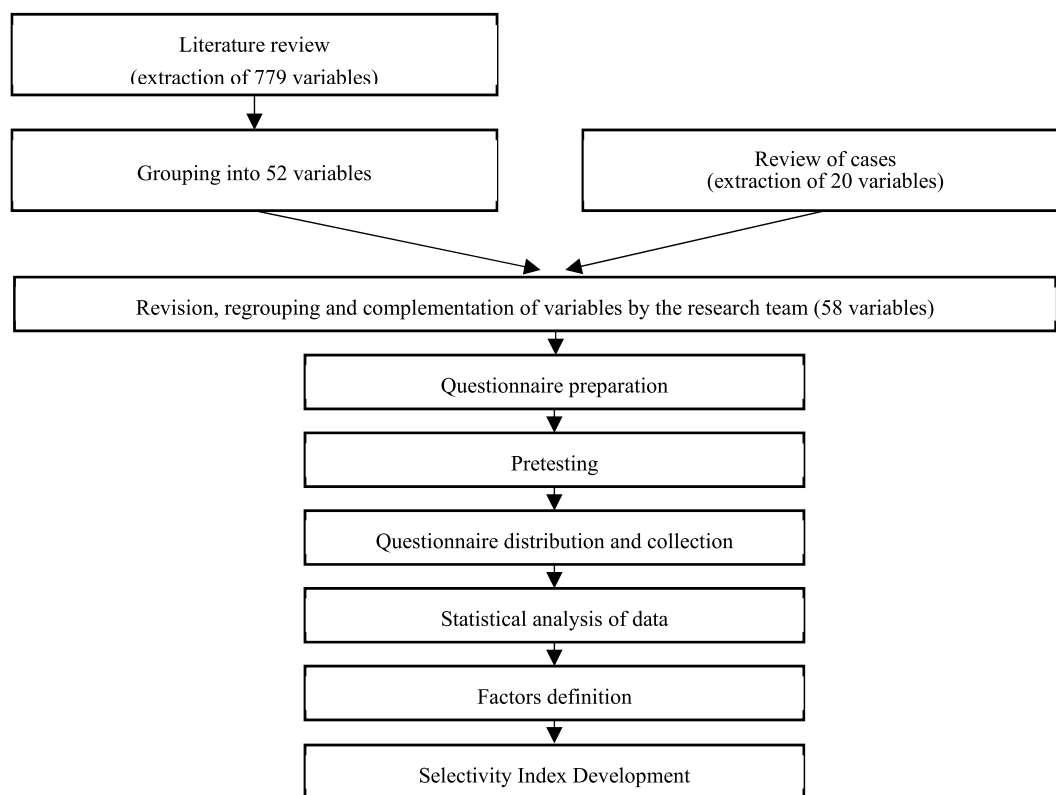 Literature review
(extraction of 779 variables)
Grouping into 52 variables
Review of cases
(extraction of 20 variables)
Revision, regrouping and complementation of variables by the research team (58 variables)
Questionnaire preparation
Pretesting
Questionnaire distribution and collection
Statistical analysis of data
Factors definition
Selectivity Index Development